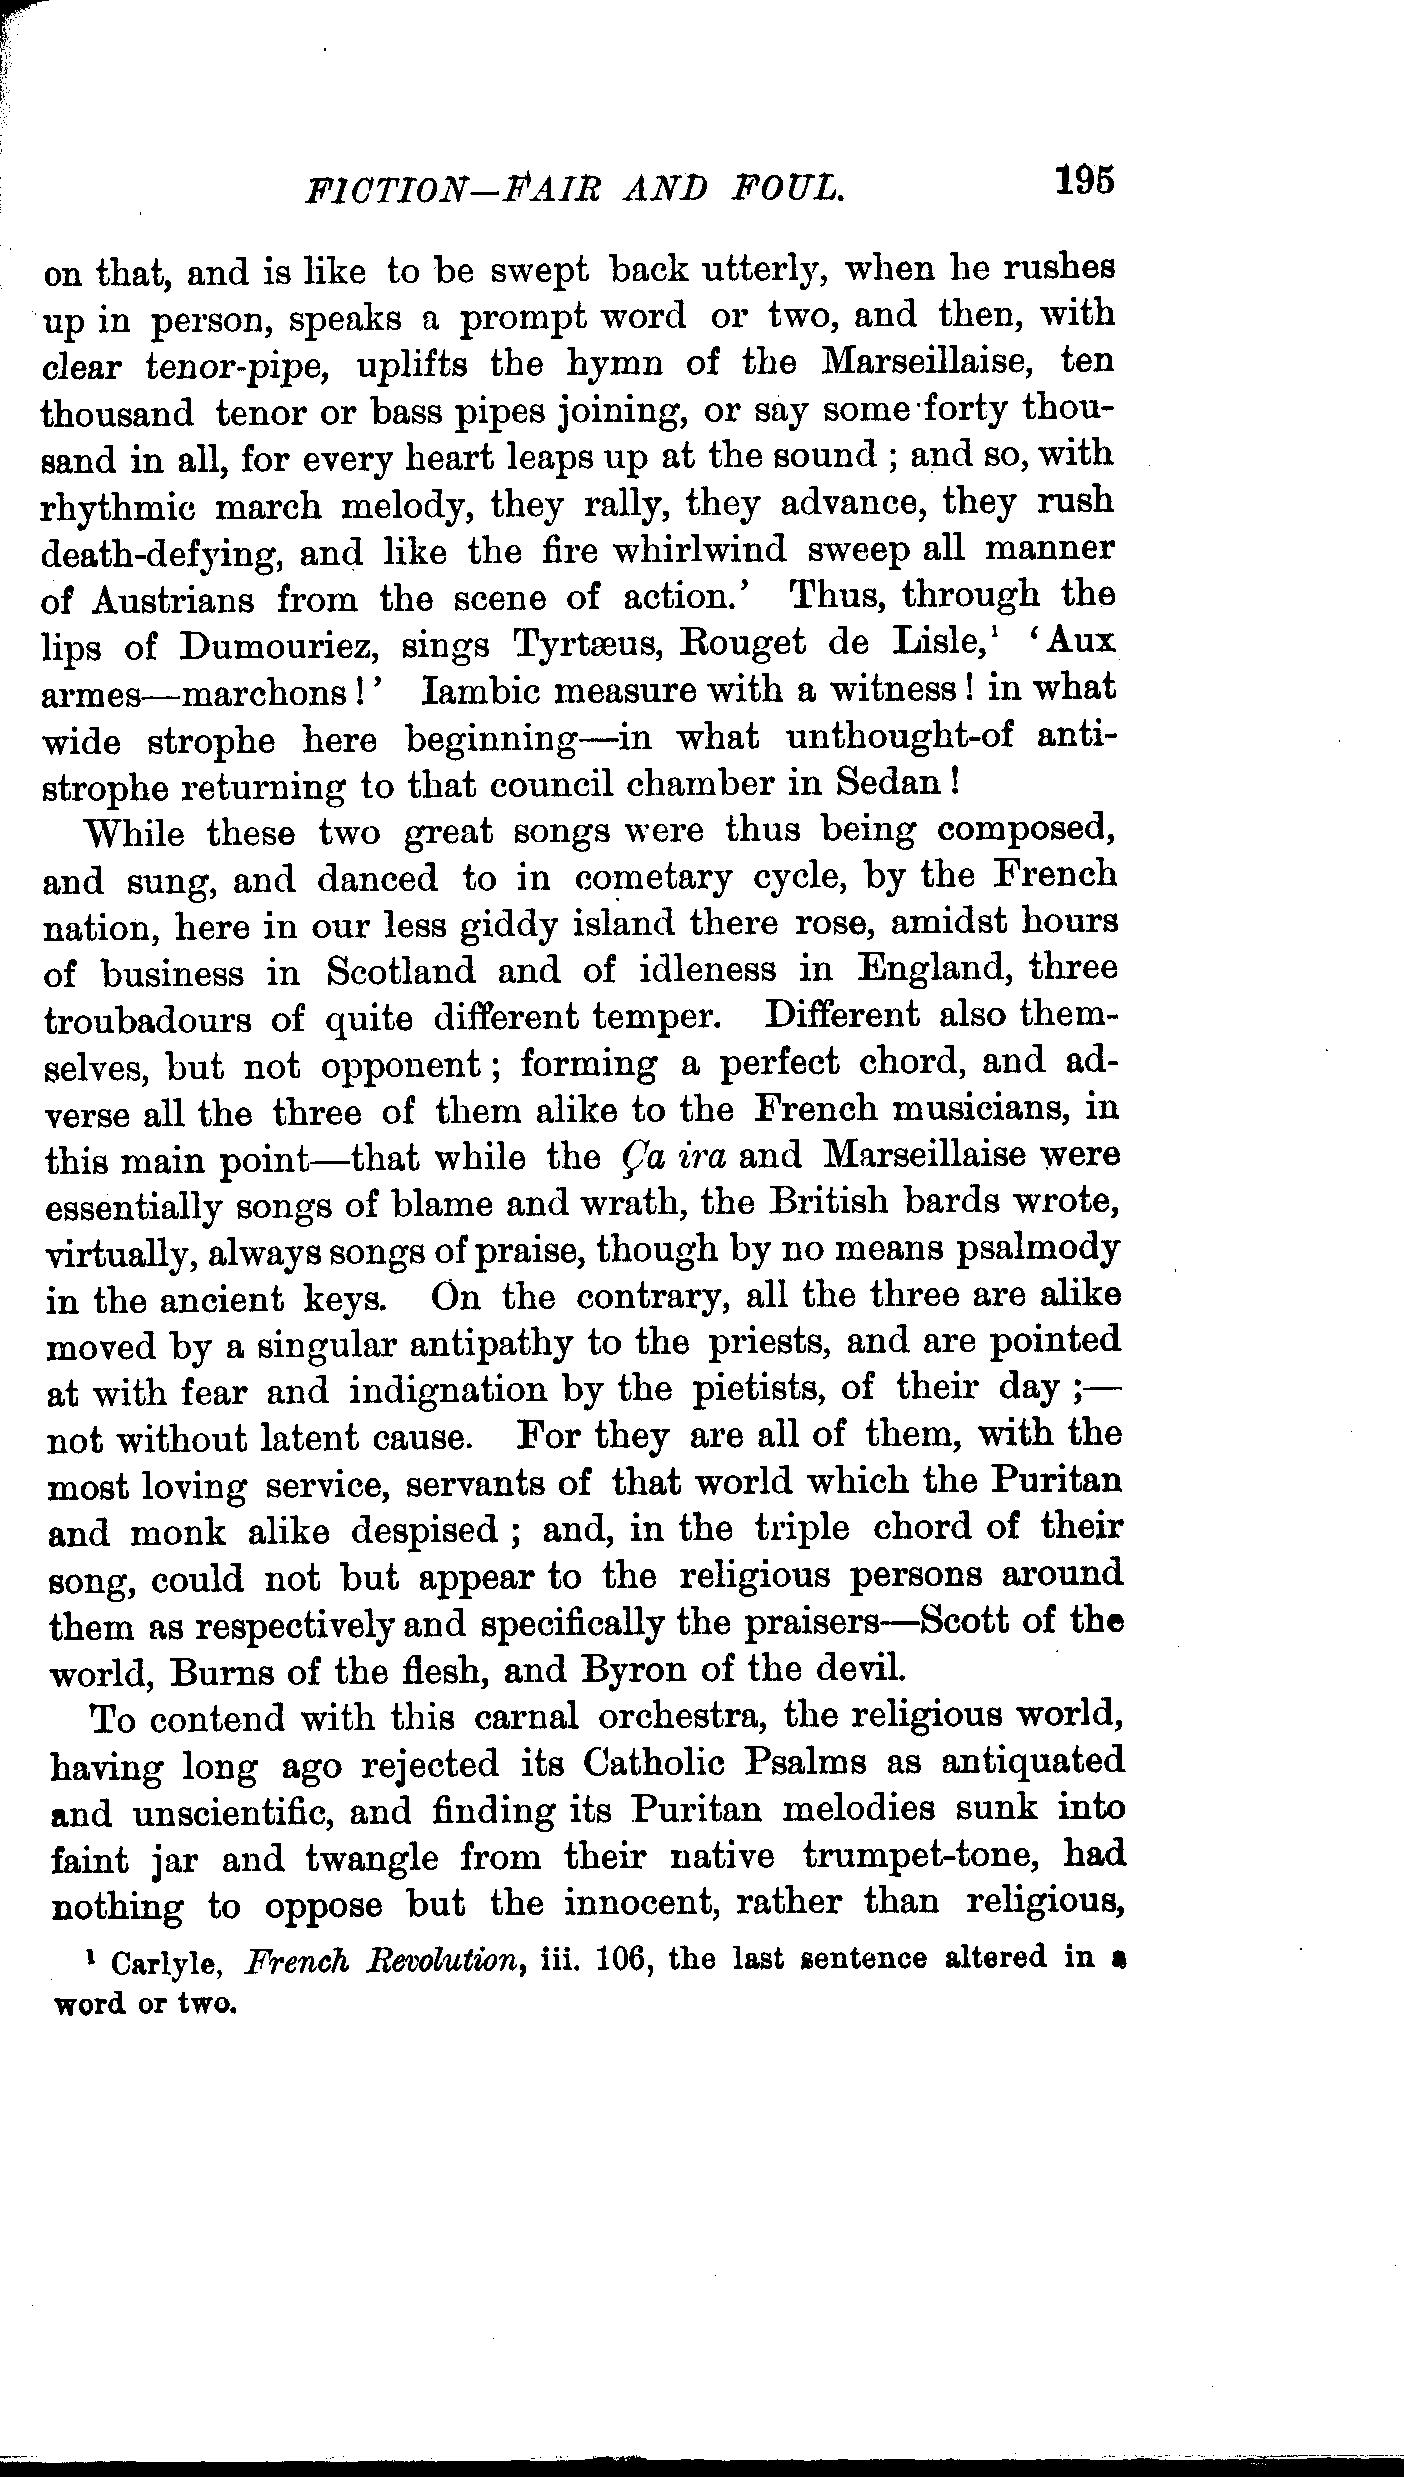 FICTION—FAIR AND FOUL. 195
on that, and is like to be swept back utterly, when he rushes
up in person, speaks a prompt word or two, and then, with
clear tenor-pipe, uplifts the hymn of the Marseillaise, ten
thousand tenor or bass pipes joining, or say some forty thou-
sand in all, for every heart leaps up at the sound ; and so, with
rhythmic march melody, they rally, they advance, they rush
death-defying, and like the fire whirlwind sweep all manner
of Austrians from the scene of action.’ Thus, through the
lips of Dumouriez, sings Tyrtæus, Rouget de Lisle,¹ ‘Aux
armes—marchons !’ Iambic measure with a witness ! in what
wide strophe here beginning—in what unthought-of anti-
strophe returning to that council chamber in Sedan !
While these two great songs were thus being composed,
and sung, and danced to in cometary cycle, by the French
nation, here in our less giddy island there rose, amidst hours
of business in Scotland and of idleness in England, three
troubadours of quite different temper. Different also them-
selves, but not opponent ; forming a perfect chord, and ad-
verse all the three of them alike to the French musicians, in
this main point—that while the Ça ira and Marseillaise were
essentially songs of blame and wrath, the British bards wrote,
virtually, always songs of praise, though by no means psalmody
in the ancient keys. On the contrary, all the three are alike
moved by a singular antipathy to the priests, and are pointed
at with fear and indignation by the pietists, of their day ;—
not without latent cause. For they are all of them, with the
most loving service, servants of that world which the Puritan
and monk alike despised ; and, in the triple chord of their
song, could not but appear to the religious persons around
them as respectively and specifically the praisers—Scott of the
world, Burns of the flesh, and Byron of the devil.
To contend with this carnal orchestra, the religious world,
having long ago rejected its Catholic Psalms as antiquated
and unscientific, and finding its Puritan melodies sunk into
faint jar and twangle from their native trumpet-tone, had
nothing to oppose but the innocent, rather than religious,
¹ Carlyle, French Revolution, iii. 106, the last sentence altered in a
word or two.